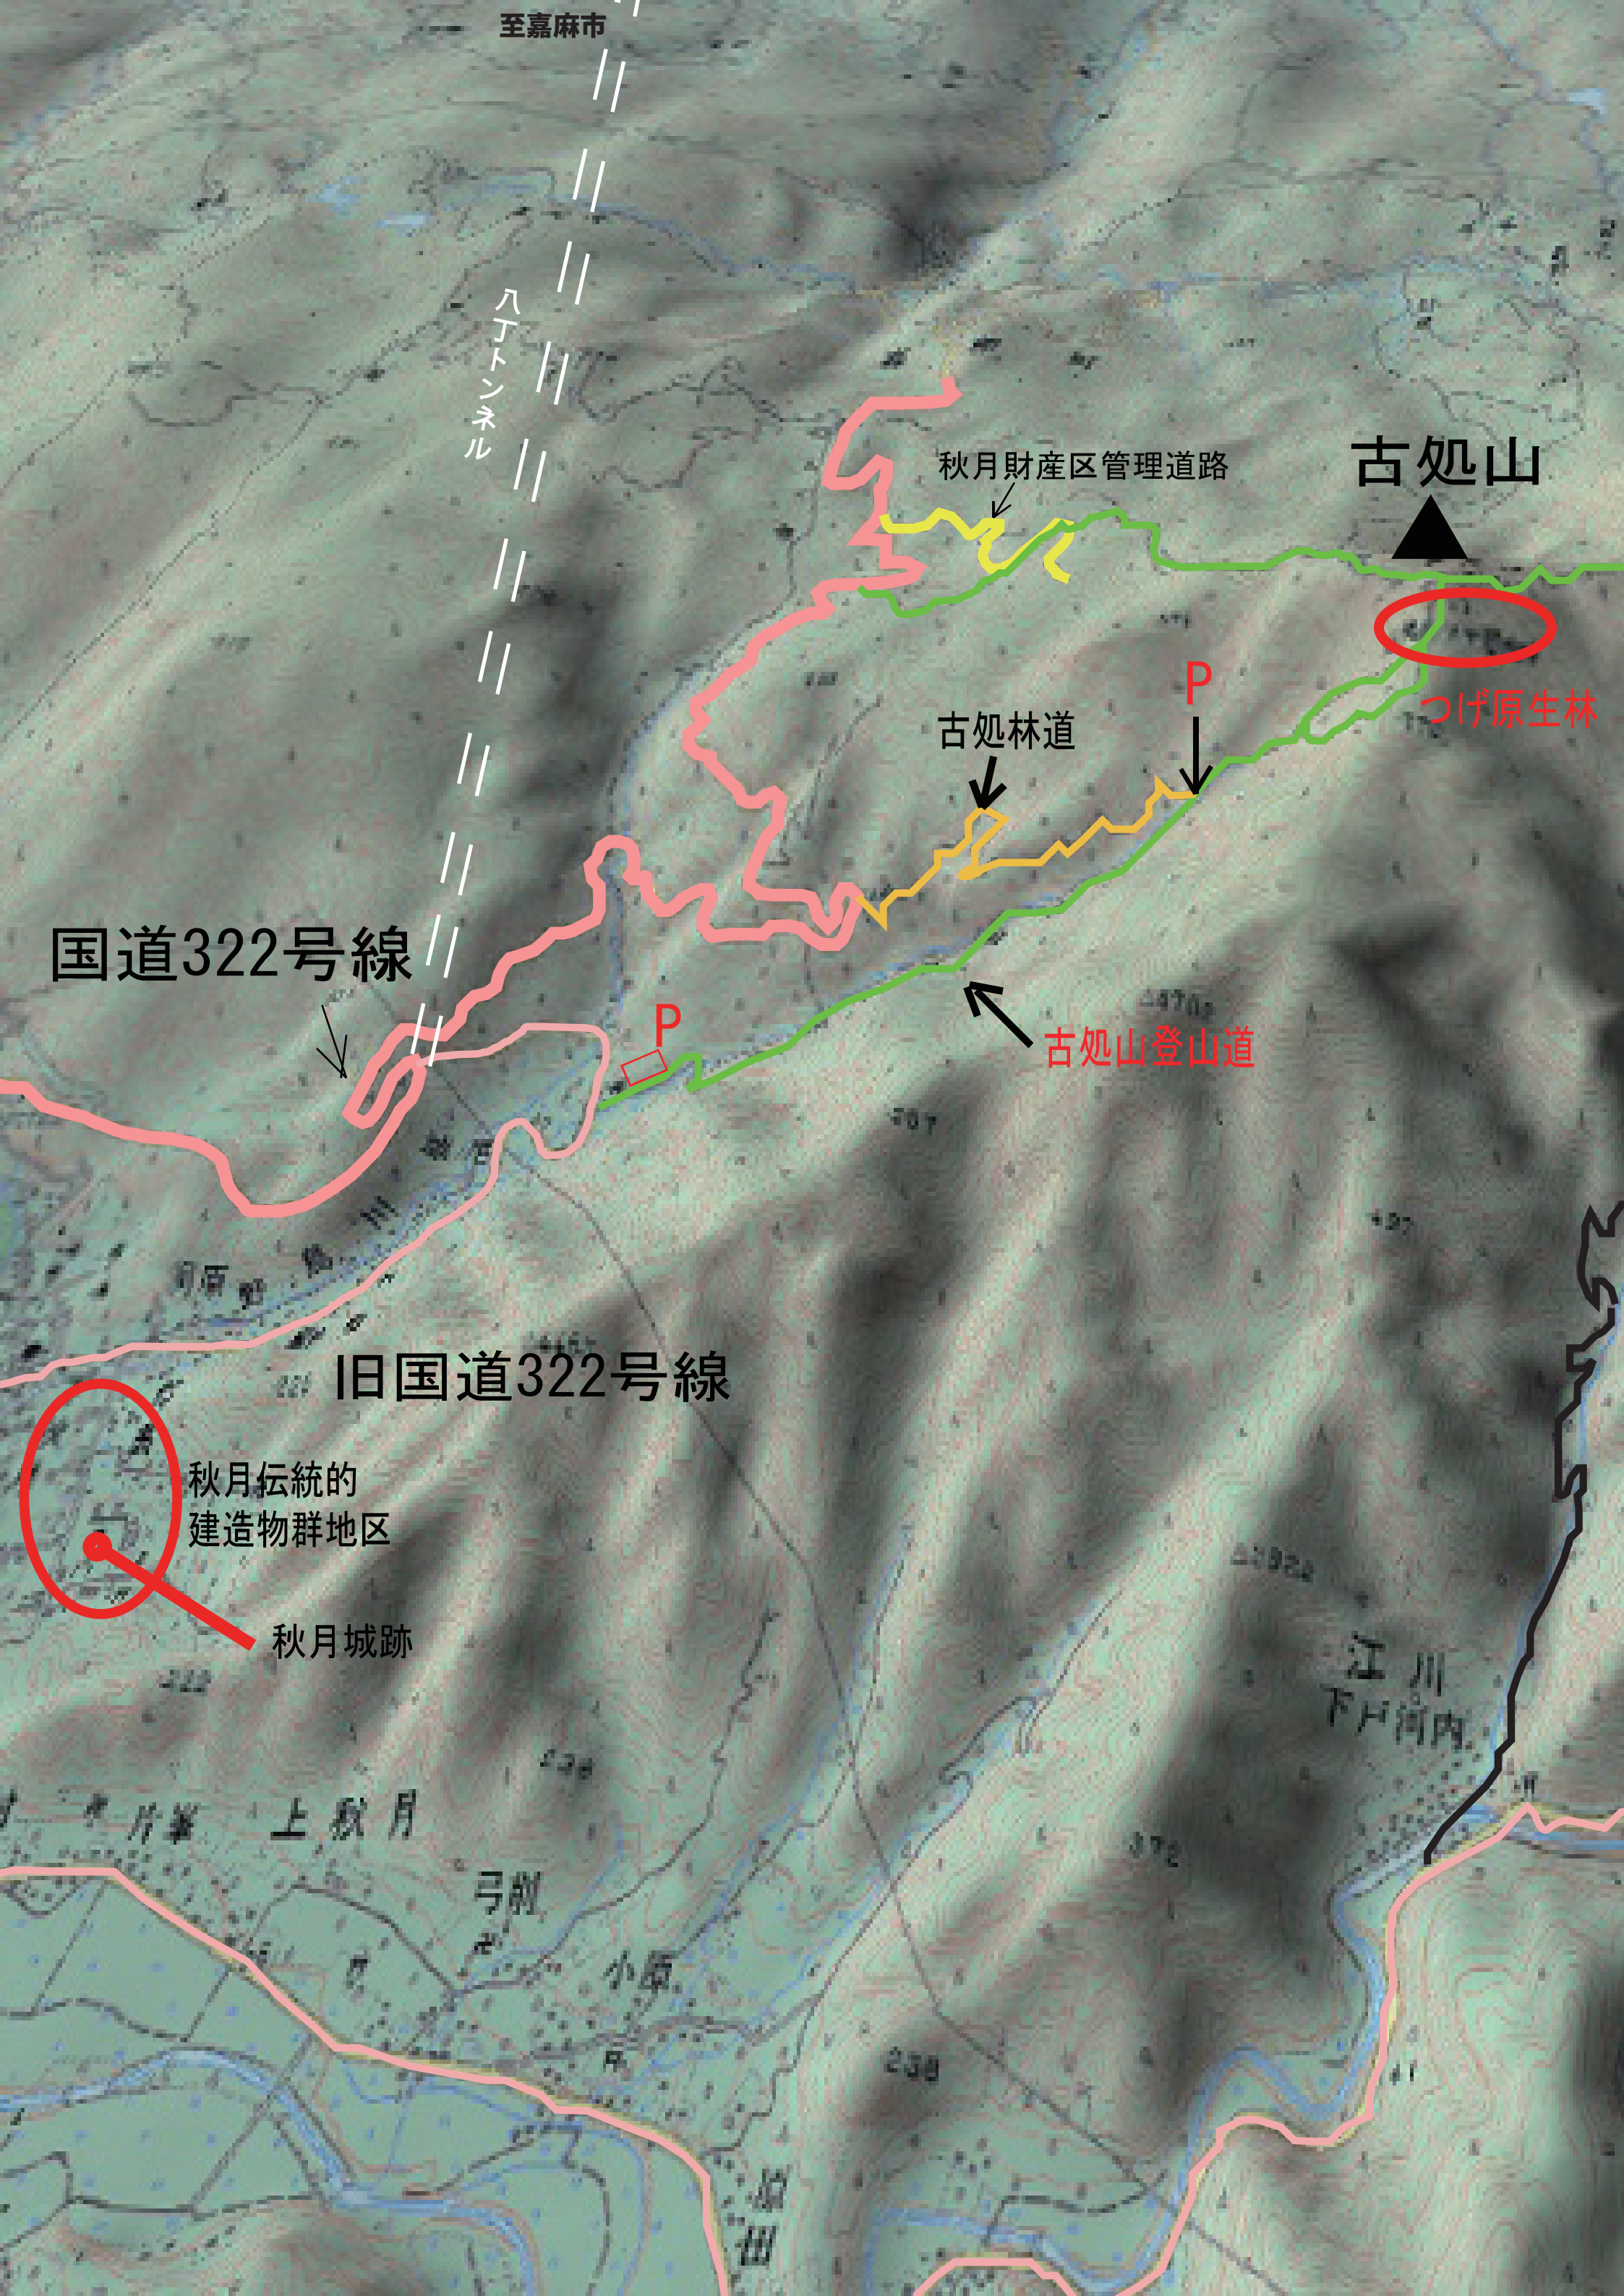 至嘉麻市
八丁トンネル
秋月財産区管理道路
古処山
P
つげ原生林
古処林道
国道322号線
P
古処山登山道
旧国道322号線
秋月伝統的
建造物群地区
秋月城跡
江川
下戸河内
372
上秋月
弓削
小原
238